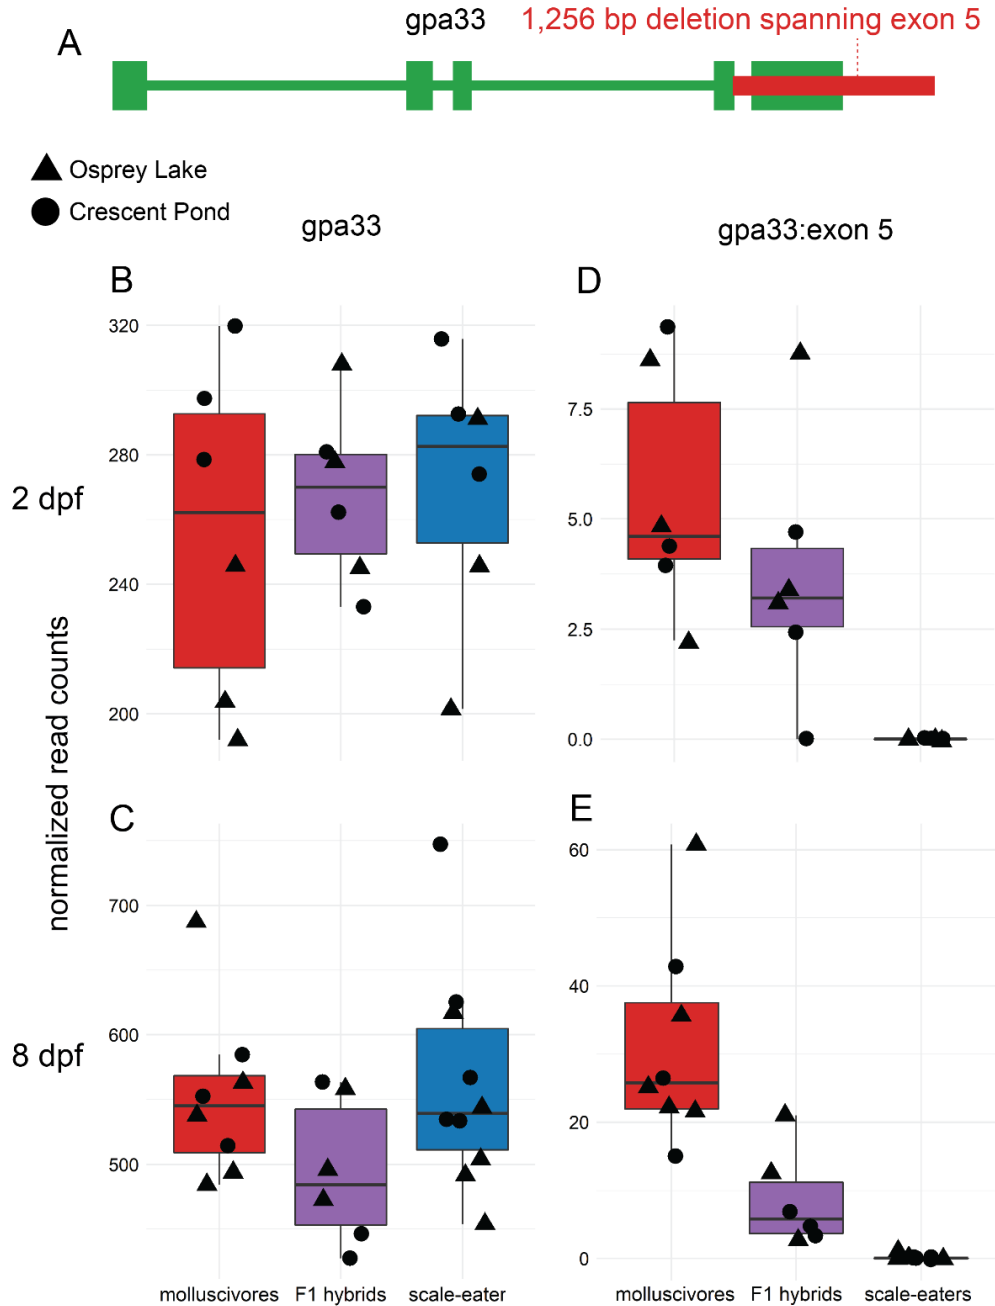 A
gpa33
1,256 bp deletion spanning exon 5
Osprey Lake
Crescent Pond
gpa33
gpa33:exon 5
B
D
320
280
240
200
7.5
5.0
2.5
0.0
2 dpf
normalized read counts
C
E
700
600
500
60
40
20
0
8 dpf
molluscivores
F1 hybrids
scale-eater
molluscivores
F1 hybrids
scale-eaters